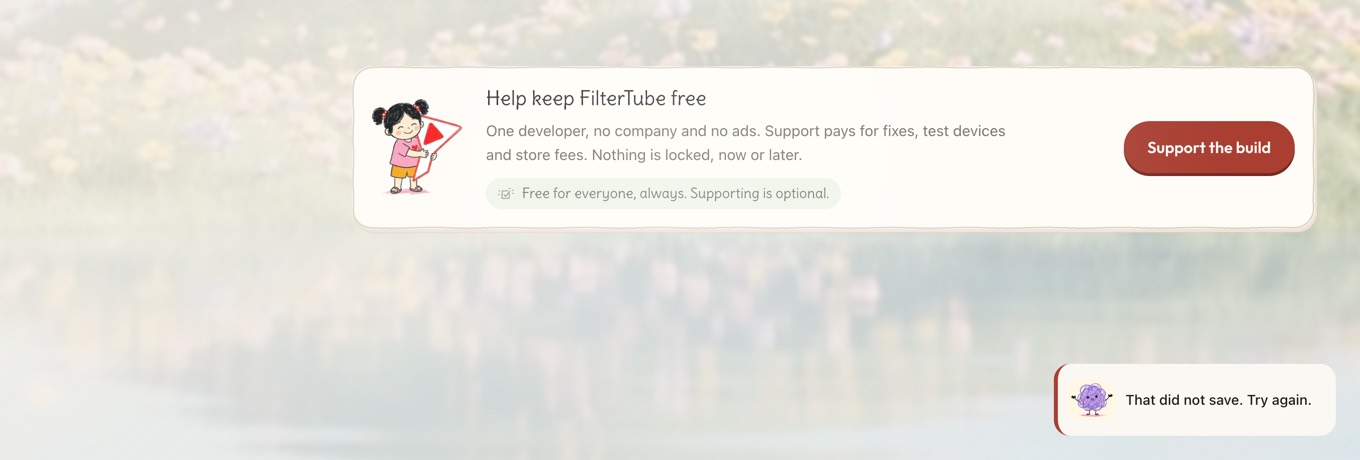 Help keep FilterTube free
One developer, no company and no ads. Support pays for fixes, test devices
and store fees. Nothing is locked, now or later.
Free for everyone, always. Supporting is optional.
Support the build
That did not save. Try again.